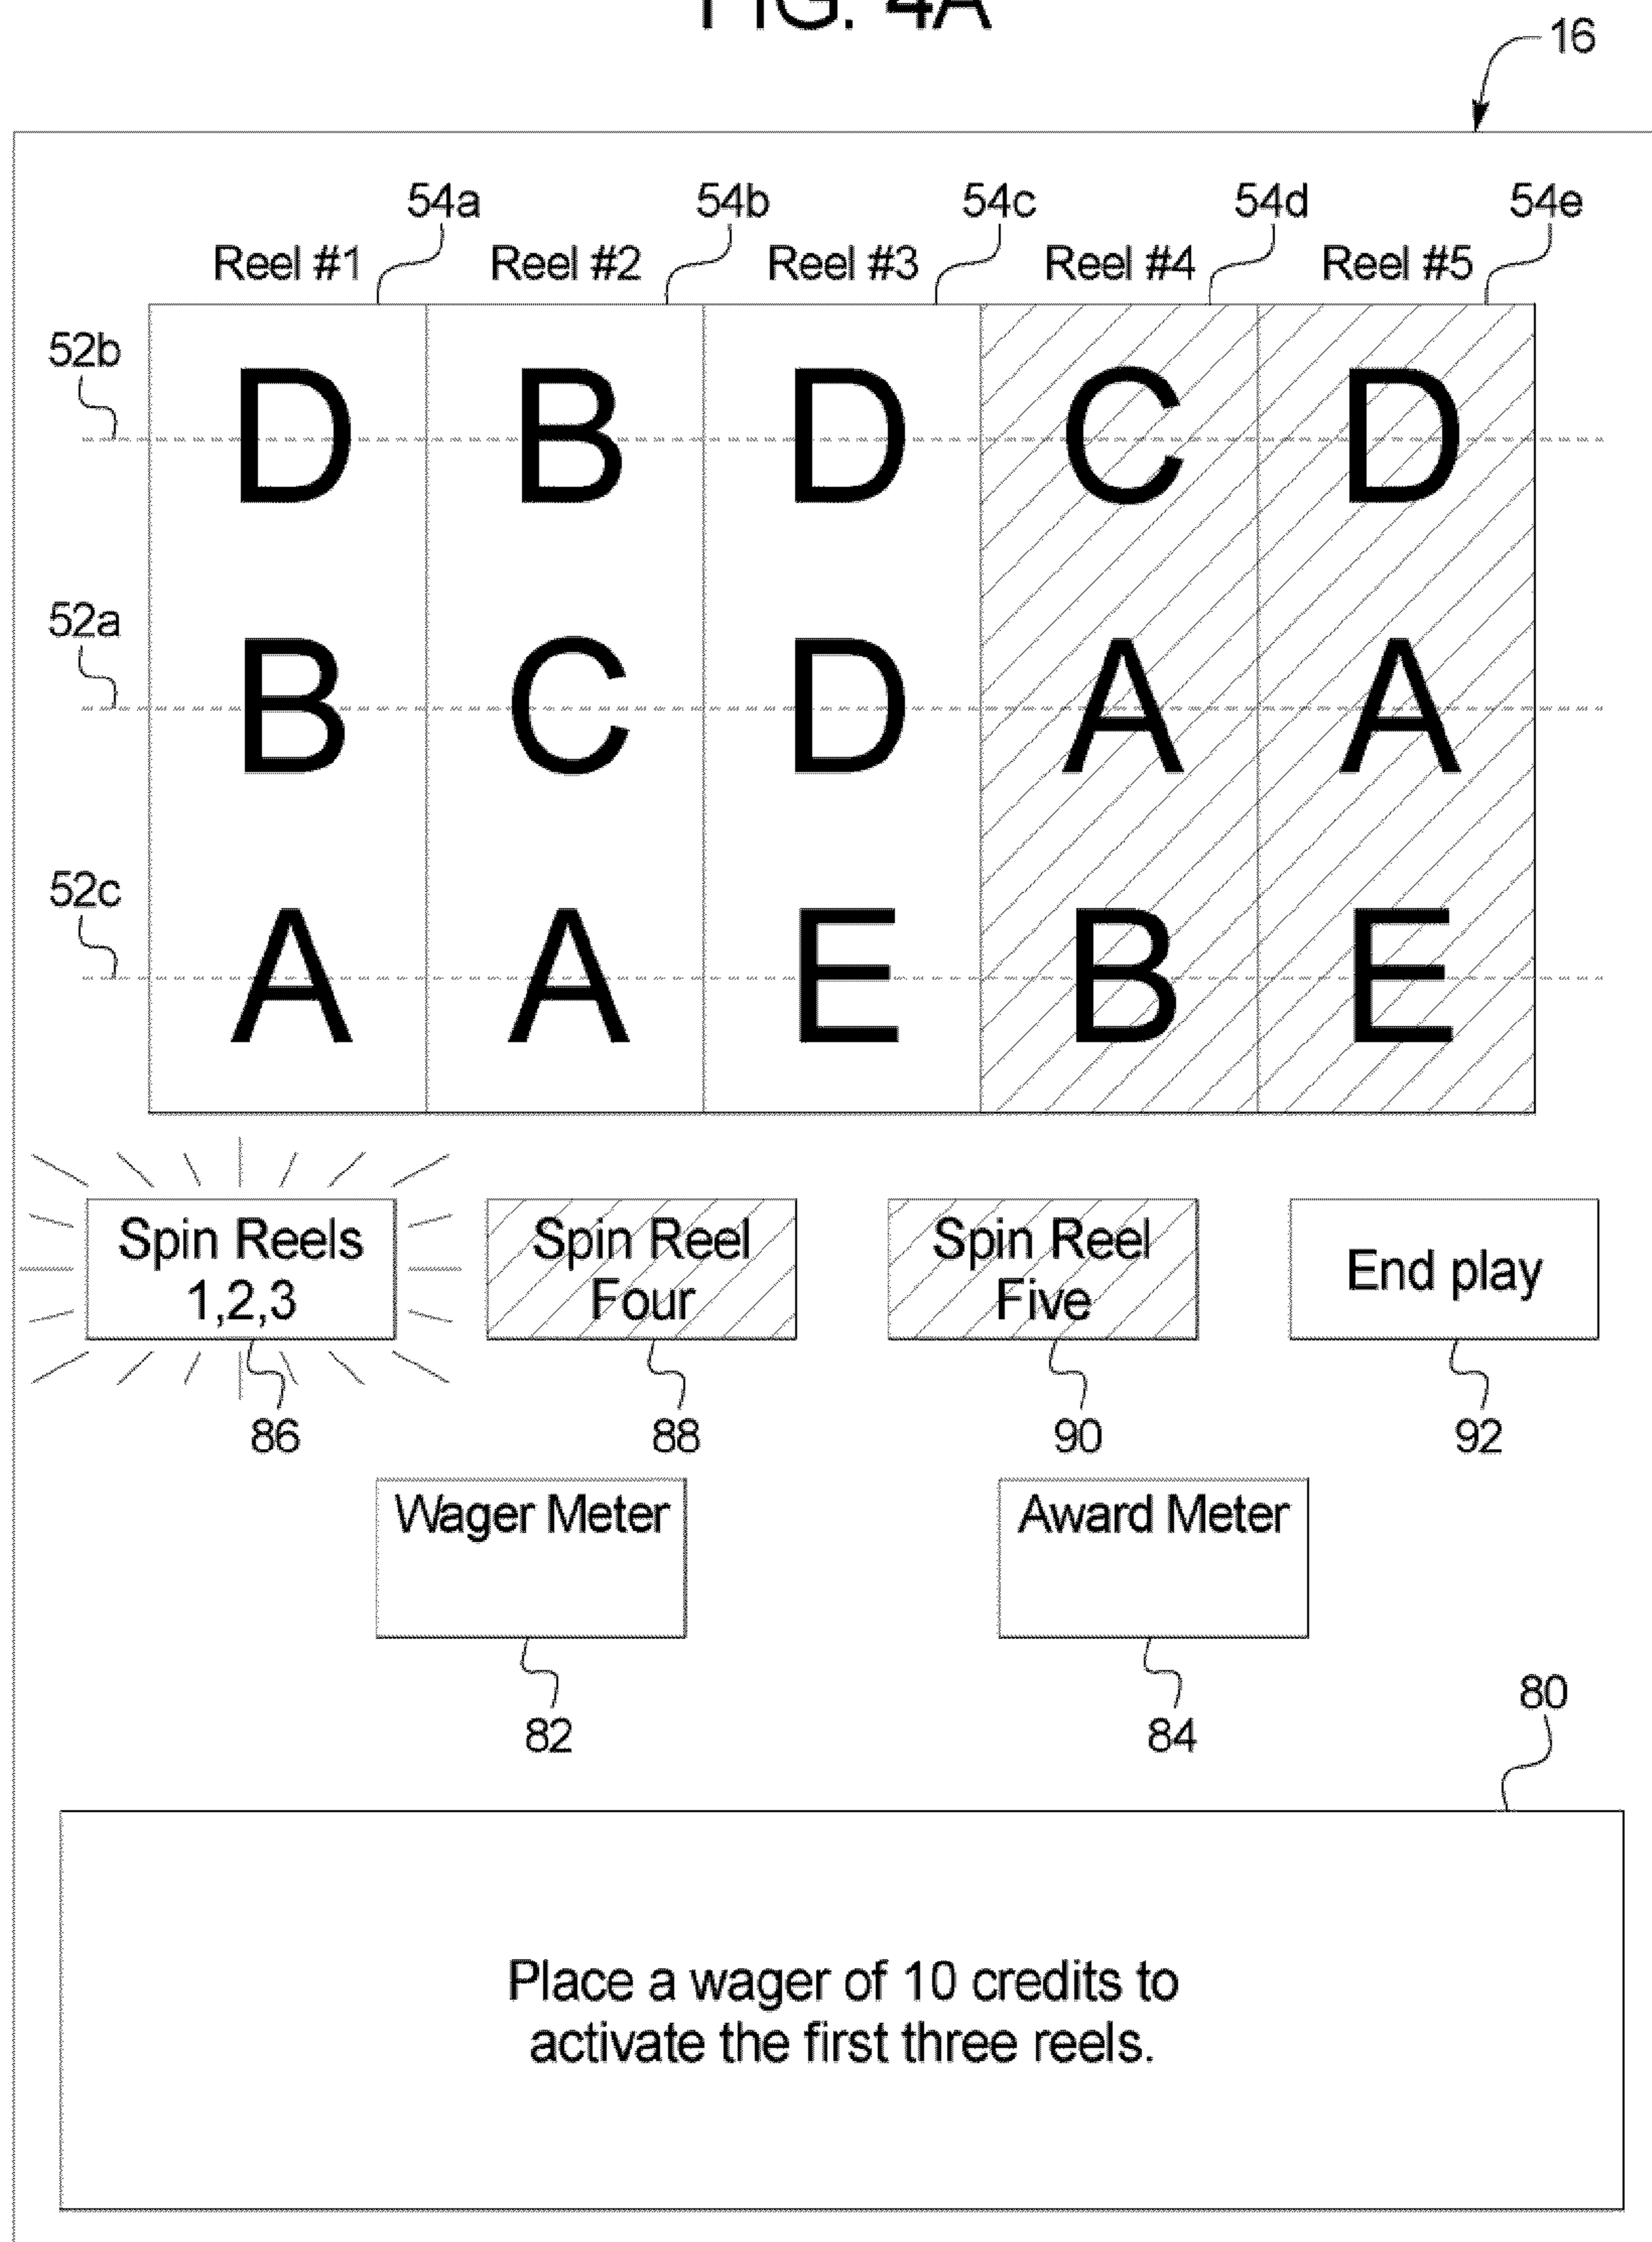 FIG. 4A
16
54a 54b 54c 54d 54e
Reel #1 Reel #2 Reel #3 Reel #4 Reel #5
52b
D B D C D
52a
B C D A A
52c
A A E B E
Spin Reels
1,2,3
Spin Reel
Four
Spin Reel
Five
End play
86 88 90 92
Wager Meter
Award Meter
82 84
80
Place a wager of 10 credits to
activate the first three reels.